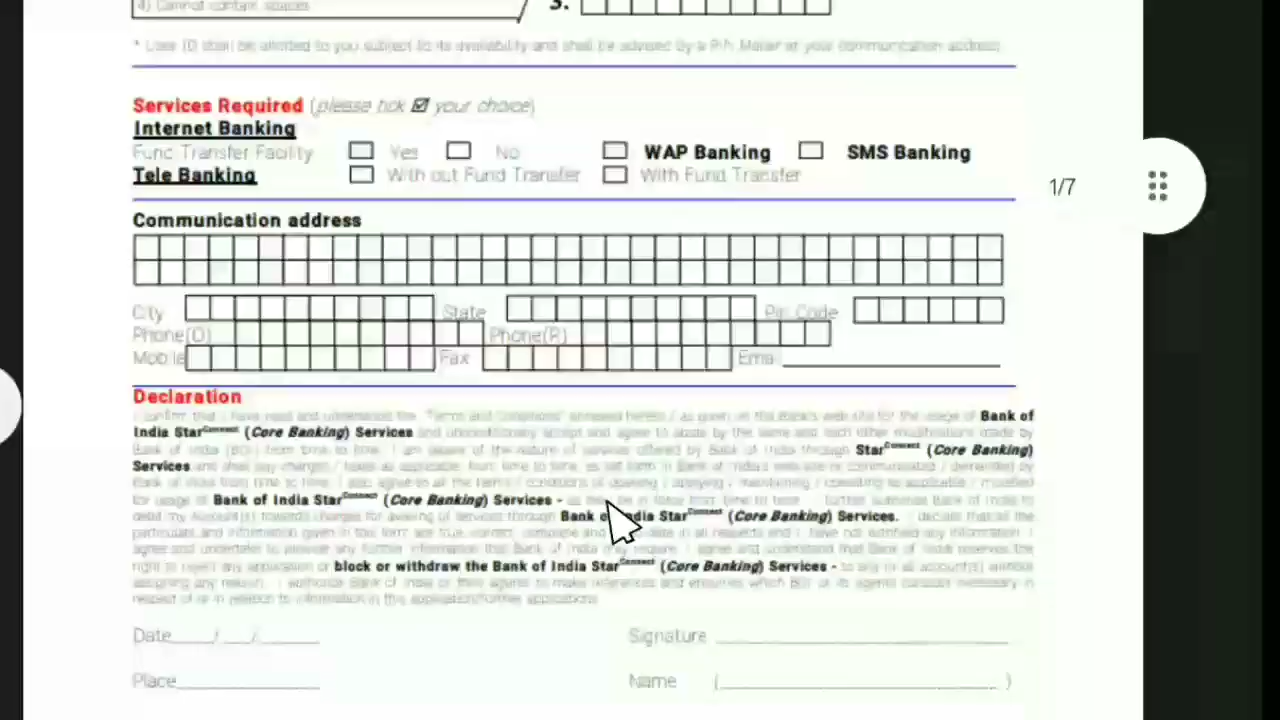 4) Cannot contain spaces
3.
* User ID shall be allotted to you subject to its availability and shall be advised by a Pin Mailer at your communication address.
Services Required (please tick ☑ your choice)
Internet Banking
Fund Transfer Facility Yes No WAP Banking SMS Banking
Tele Banking With out Fund Transfer With Fund Transfer
1/7
Communication address
City State Pin Code
Phone(O) Phone(R)
Mobile Fax Email
Declaration
I confirm that I have read and understood the "Terms and Conditions" annexed hereto / as given on the Bank's web site for the usage of Bank of
India StarConnect (Core Banking) Services and unconditionally accept and agree to abide by the same and such other modifications made by
Bank of India (BOI) from time to time. I am aware of the nature of services offered by Bank of India through StarConnect (Core Banking)
Services and shall pay charges / taxes as applicable from time to time as set forth in Bank of India's web site or communicated / demanded by
Bank of India from time to time. I also agree to all the terms / conditions of opening / applying / maintaining / operating as applicable / modified
for usage of Bank of India StarConnect (Core Banking) Services - as may be in force from time to time. I further authorise Bank of India to
debit my Account(s) towards charges for availing of services through Bank of India StarConnect (Core Banking) Services. I declare that all the
particulars and information given in this form are true, correct, complete and up-to-date in all respects and I have not withheld any information. I
agree and undertake to provide any further information that Bank of India may require. I agree and understand that Bank of India reserves the
right to reject any application or block or withdraw the Bank of India StarConnect (Core Banking) Services - to any or all account(s) without
assigning any reason. I authorise Bank of India or their agents to make references and enquiries which BOI or its agents consider necessary in
respect of or in relation to information in this application/further applications.
Date / / Signature
Place Name ( )